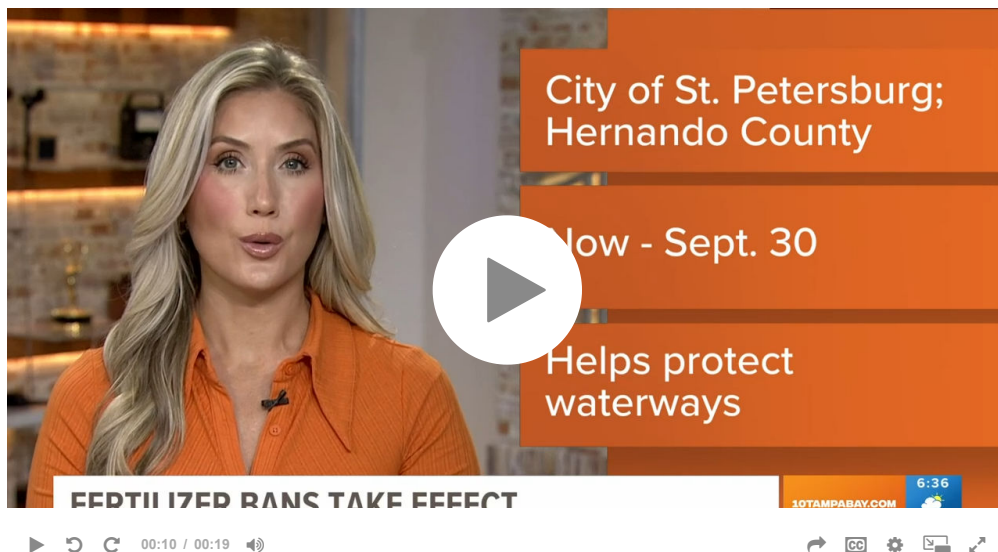 City of St. Petersburg;
Hernando County
Now - Sept. 30
Helps protect
waterways
FERTILIZER BANS TAKE EFFECT
10TAMPABAY.COM
6:36
00:10 / 00:19
CC